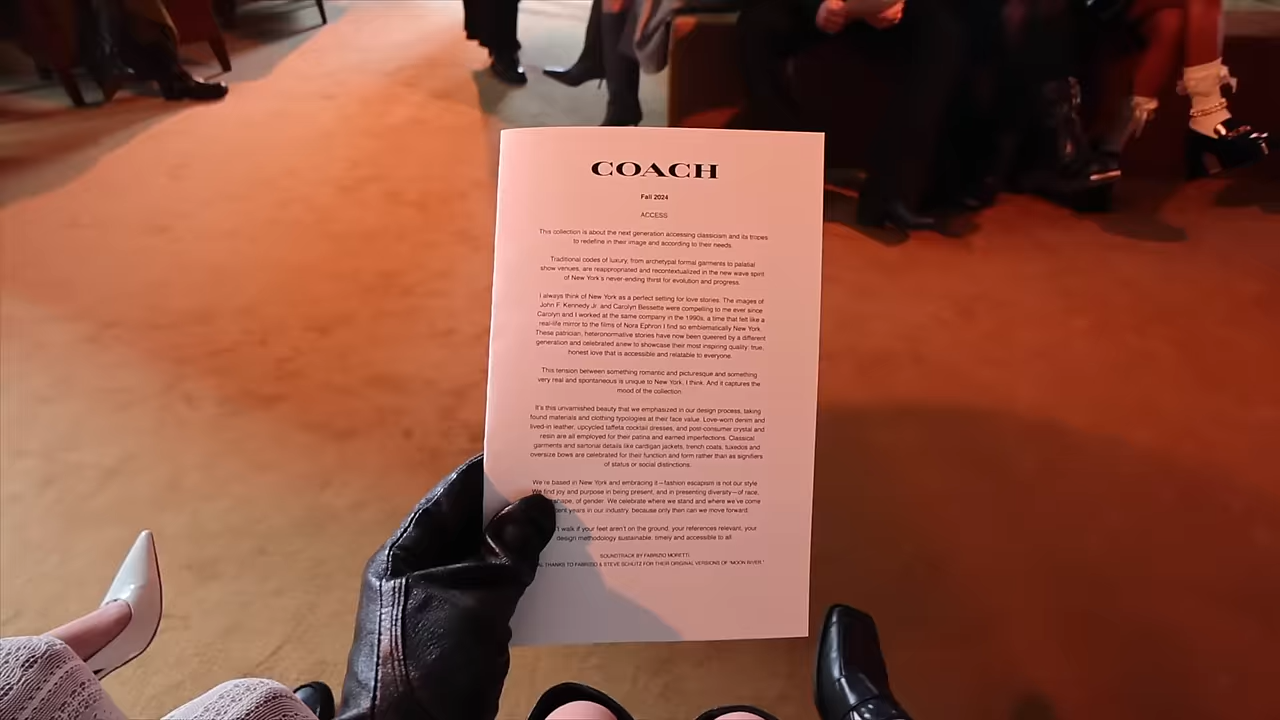 COACH
Fall 2024
ACCESS
This collection is about the next generation accessing classicism and its tropes
to redefine in their image and according to their needs.
Traditional codes of luxury, from archetypal formal garments to palatial
show venues, are reappropriated and recontextualized in the new wave spirit
of New York's never-ending thirst for evolution and progress.
I always think of New York as a perfect setting for love stories. The images of
John F. Kennedy Jr. and Carolyn Bessette were compelling to me ever since
Carolyn and I worked at the same company in the 1990s, a time that felt like a
real-life mirror to the films of Nora Ephron I find so emblematically New York.
These patrician, heteronormative stories have now been queered by a different
generation and celebrated anew to showcase their most inspiring quality: true,
honest love that is accessible and relatable to everyone.
This tension between something romantic and picturesque and something
very real and spontaneous is unique to New York, I think. And it captures the
mood of the collection.
It's this unvarnished beauty that we emphasized in our design process, taking
found materials and clothing typologies at their face value. Love-worn denim and
lived-in leather, upcycled taffeta cocktail dresses, and post-consumer crystal and
resin are all employed for their patina and earned imperfections. Classical
garments and sartorial details like cardigan jackets, trench coats, tuxedos and
oversize bows are celebrated for their function and form rather than as signifiers
of status or social distinctions.
We're based in New York and embracing it—fashion escapism is not our style
We find joy and purpose in being present, and in presenting diversity—of race,
shape, of gender. We celebrate where we stand and where we've come
years in our industry, because only then can we move forward.
walk if your feet aren't on the ground, your references relevant, your
design methodology sustainable, timely and accessible to all.
SOUNDTRACK BY FABRIZIO MORETTI
THANKS TO FABRIZIO & STEVE SCHILTZ FOR THEIR ORIGINAL VERSIONS OF "MOON RIVER."